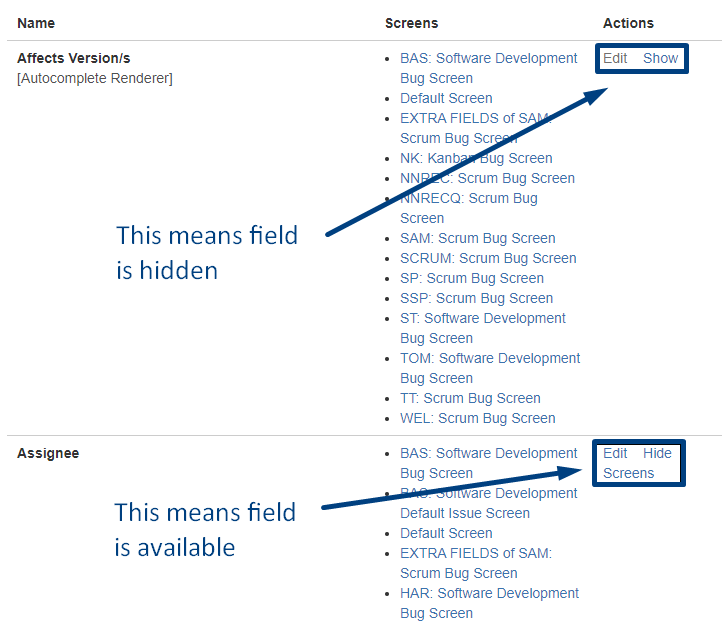 Name Screens Actions
Affects Version/s
[Autocomplete Renderer]
BAS: Software Development
Bug Screen
Default Screen
EXTRA FIELDS of SAM:
Scrum Bug Screen
NK: Kanban Bug Screen
NNREC: Scrum Bug Screen
NNRECQ: Scrum Bug
Screen
SAM: Scrum Bug Screen
SCRUM: Scrum Bug Screen
SP: Scrum Bug Screen
SSP: Scrum Bug Screen
ST: Software Development
Bug Screen
TOM: Software Development
Bug Screen
TT: Scrum Bug Screen
WEL: Scrum Bug Screen
Edit Show
This means field
is hidden
Assignee
BAS: Software Development
Bug Screen
BAS: Software Development
Default Issue Screen
Default Screen
EXTRA FIELDS of SAM:
Scrum Bug Screen
HAR: Software Development
Bug Screen
Edit Hide
Screens
This means field
is available